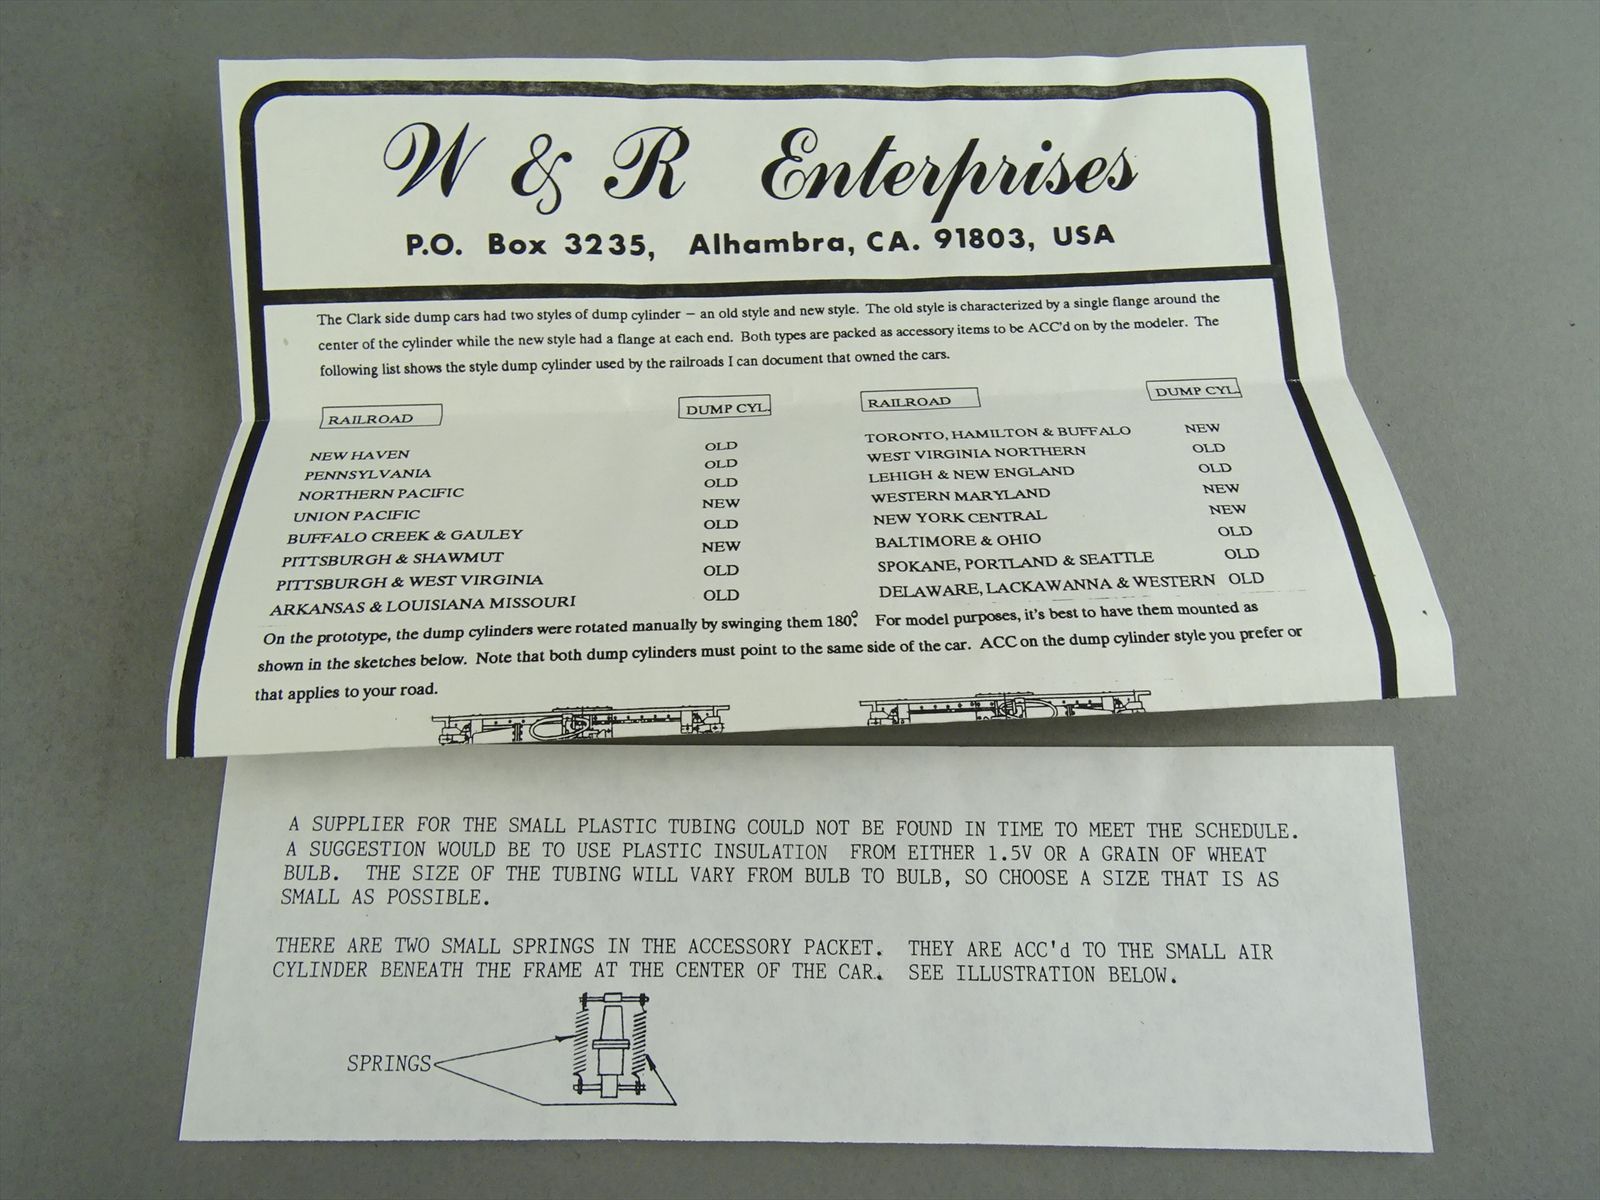 W & R Enterprises
P.O. Box 3235, Alhambra, CA. 91803, USA
The Clark side dump cars had two styles of dump cylinder – an old style and new style. The old style is characterized by a single flange around the
center of the cylinder while the new style had a flange at each end. Both types are packed as accessory items to be ACC'd on by the modeler. The
following list shows the style dump cylinder used by the railroads I can document that owned the cars.
RAILROAD DUMP CYL.
NEW HAVEN OLD
PENNSYLVANIA OLD
NORTHERN PACIFIC OLD
UNION PACIFIC NEW
BUFFALO CREEK & GAULEY OLD
PITTSBURGH & SHAWMUT NEW
PITTSBURGH & WEST VIRGINIA OLD
ARKANSAS & LOUISIANA MISSOURI OLD
RAILROAD DUMP CYL.
TORONTO, HAMILTON & BUFFALO NEW
WEST VIRGINIA NORTHERN OLD
LEHIGH & NEW ENGLAND OLD
WESTERN MARYLAND NEW
NEW YORK CENTRAL NEW
BALTIMORE & OHIO OLD
SPOKANE, PORTLAND & SEATTLE OLD
DELAWARE, LACKAWANNA & WESTERN OLD
On the prototype, the dump cylinders were rotated manually by swinging them 180°. For model purposes, it's best to have them mounted as
shown in the sketches below. Note that both dump cylinders must point to the same side of the car. ACC on the dump cylinder style you prefer or
that applies to your road.
A SUPPLIER FOR THE SMALL PLASTIC TUBING COULD NOT BE FOUND IN TIME TO MEET THE SCHEDULE.
A SUGGESTION WOULD BE TO USE PLASTIC INSULATION FROM EITHER 1.5V OR A GRAIN OF WHEAT
BULB. THE SIZE OF THE TUBING WILL VARY FROM BULB TO BULB, SO CHOOSE A SIZE THAT IS AS
SMALL AS POSSIBLE.
THERE ARE TWO SMALL SPRINGS IN THE ACCESSORY PACKET. THEY ARE ACC'd TO THE SMALL AIR
CYLINDER BENEATH THE FRAME AT THE CENTER OF THE CAR. SEE ILLUSTRATION BELOW.
SPRINGS